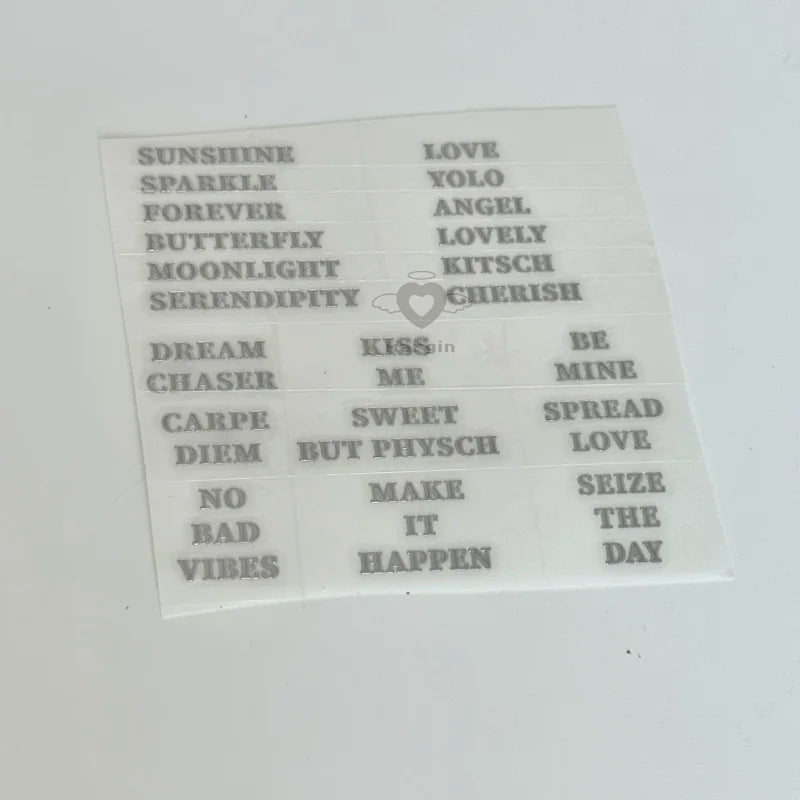 SUNSHINE
SPARKLE
FOREVER
BUTTERFLY
MOONLIGHT
SERENDIPITY
LOVE
YOLO
ANGEL
LOVELY
KITSCH
CHERISH
DREAM
CHASER
KISS
ME
BE
MINE
CARPE
DIEM
SWEET
BUT PHYSCH
SPREAD
LOVE
NO
BAD
VIBES
MAKE
IT
HAPPEN
SEIZE
THE
DAY